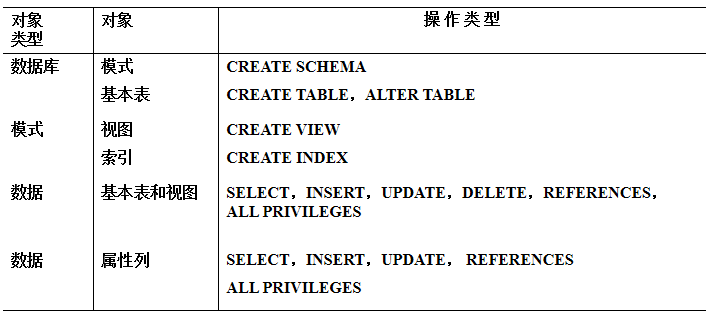 对象类型 对象 操作类型
数据库 模式 CREATE SCHEMA
基本表 CREATE TABLE，ALTER TABLE
模式 视图 CREATE VIEW
索引 CREATE INDEX
数据 基本表和视图 SELECT，INSERT，UPDATE，DELETE，REFERENCES，
ALL PRIVILEGES
数据 属性列 SELECT，INSERT，UPDATE， REFERENCES
ALL PRIVILEGES